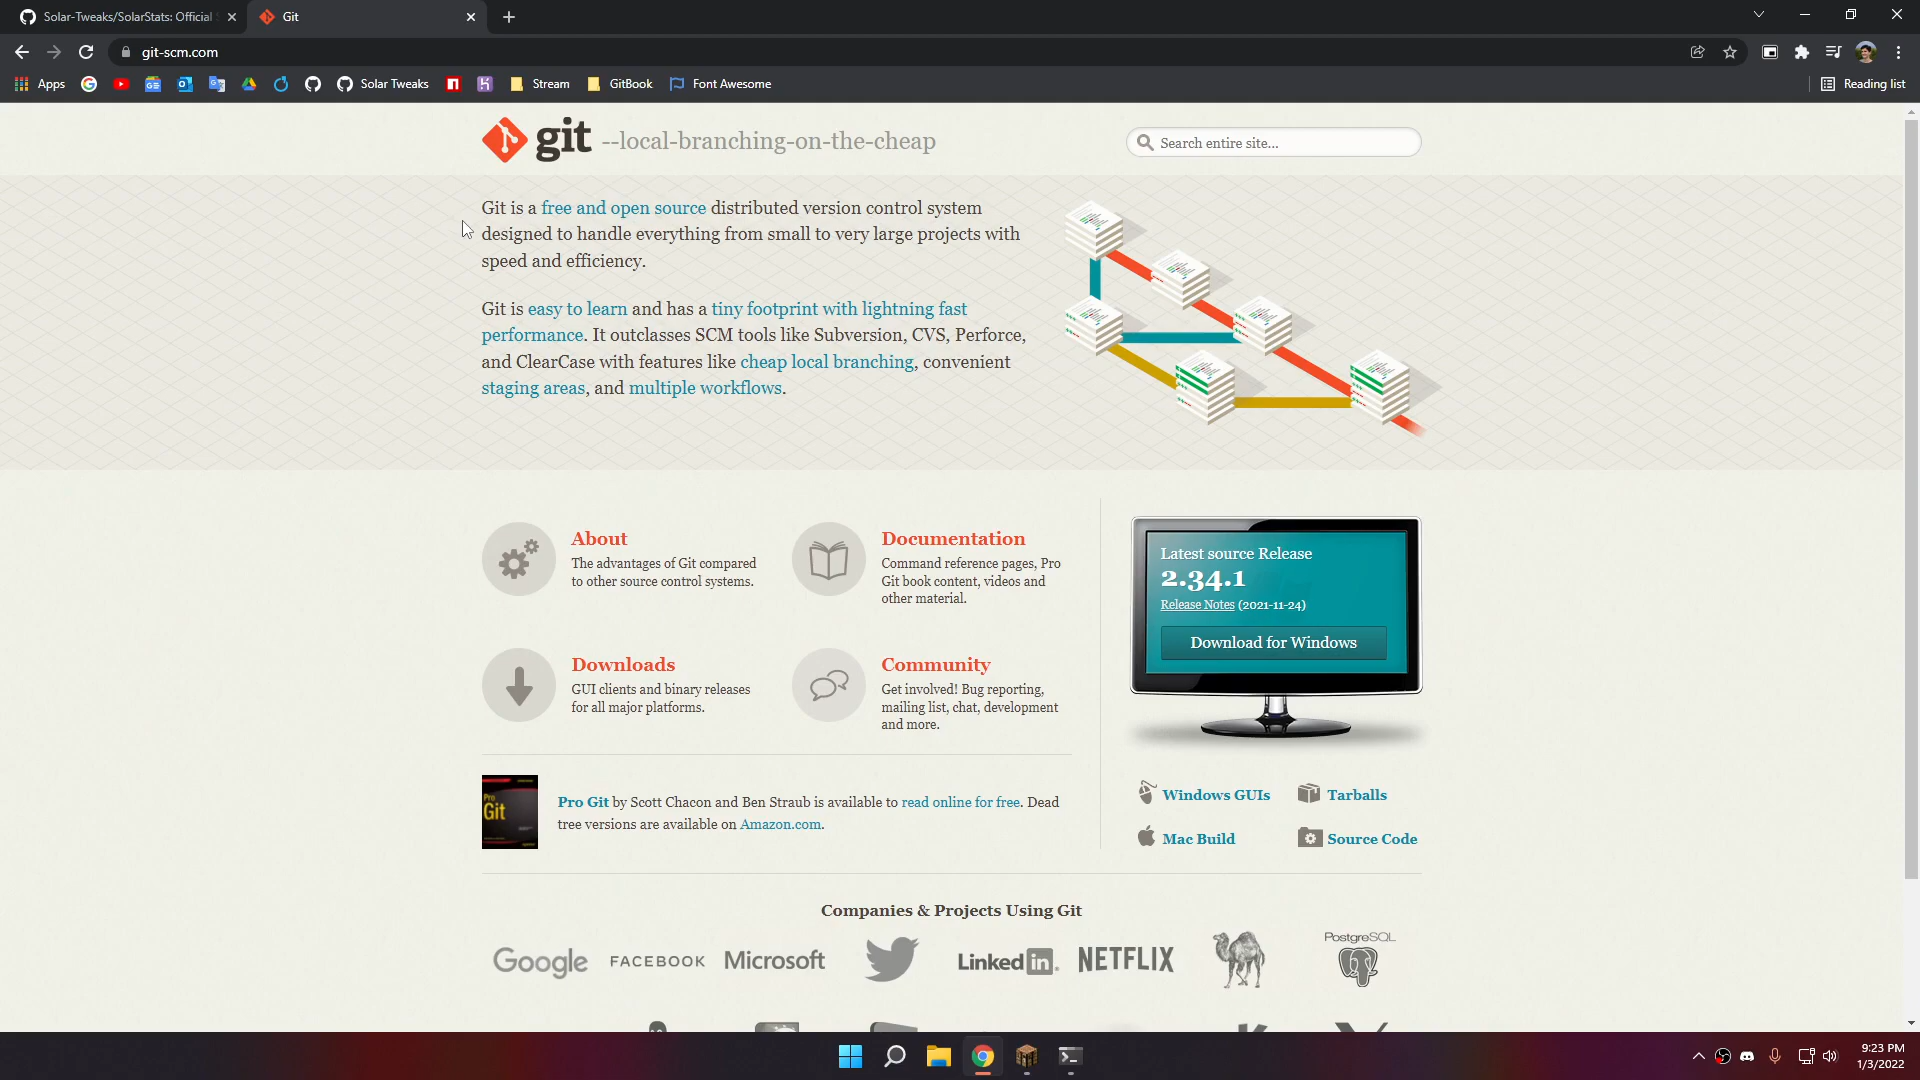 Solar-Tweaks/SolarStats: Official
Git
git-scm.com
Apps
Solar Tweaks
Stream
GitBook
Font Awesome
Reading list
git --local-branching-on-the-cheap
Search entire site...
Git is a free and open source distributed version control system
designed to handle everything from small to very large projects with
speed and efficiency.
Git is easy to learn and has a tiny footprint with lightning fast
performance. It outclasses SCM tools like Subversion, CVS, Perforce,
and ClearCase with features like cheap local branching, convenient
staging areas, and multiple workflows.
About
The advantages of Git compared
to other source control systems.
Documentation
Command reference pages, Pro
Git book content, videos and
other material.
Downloads
GUI clients and binary releases
for all major platforms.
Community
Get involved! Bug reporting,
mailing list, chat, development
and more.
Latest source Release
2.34.1
Release Notes (2021-11-24)
Download for Windows
Windows GUIs
Tarballs
Mac Build
Source Code
Pro
Git
Pro Git by Scott Chacon and Ben Straub is available to read online for free. Dead
tree versions are available on Amazon.com.
Companies & Projects Using Git
Google
FACEBOOK
Microsoft
LinkedIn
NETFLIX
PostgreSQL
9:23 PM
1/3/2022